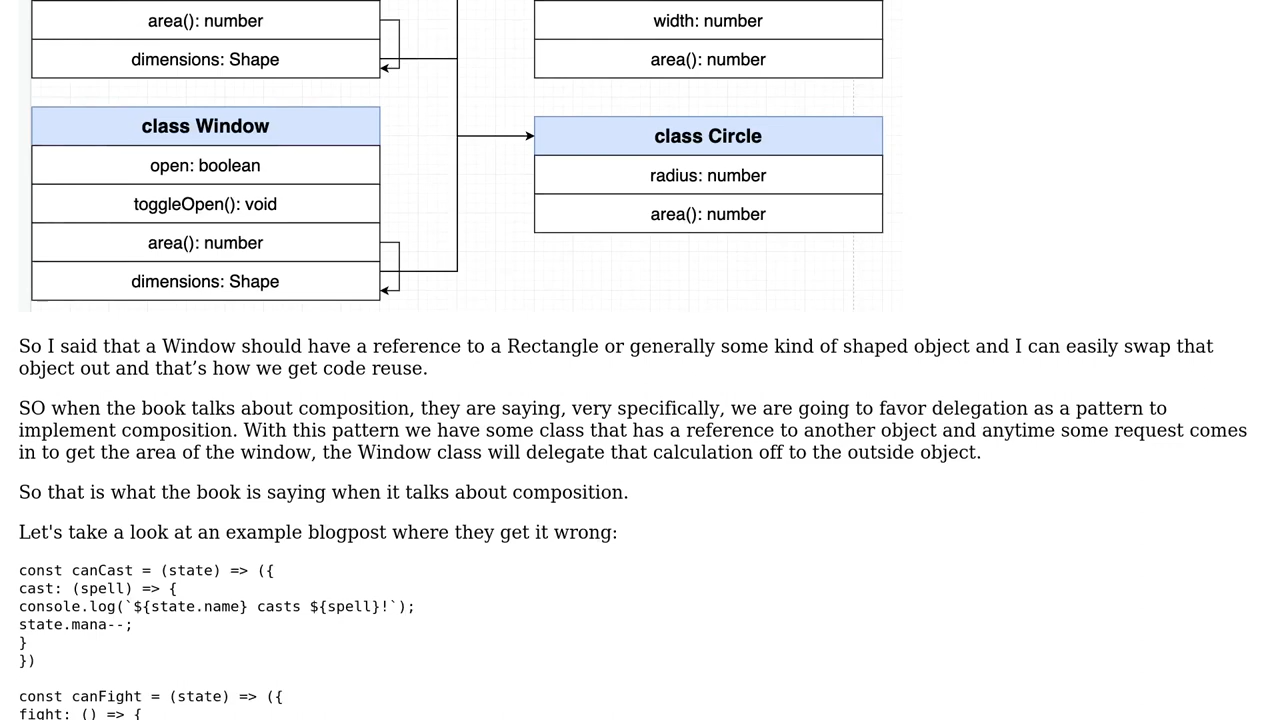 area(): number
dimensions: Shape
width: number
area(): number
class Window
open: boolean
toggleOpen(): void
area(): number
dimensions: Shape
class Circle
radius: number
area(): number
So I said that a Window should have a reference to a Rectangle or generally some kind of shaped object and I can easily swap that
object out and that’s how we get code reuse.
SO when the book talks about composition, they are saying, very specifically, we are going to favor delegation as a pattern to
implement composition. With this pattern we have some class that has a reference to another object and anytime some request comes
in to get the area of the window, the Window class will delegate that calculation off to the outside object.
So that is what the book is saying when it talks about composition.
Let's take a look at an example blogpost where they get it wrong:
const canCast = (state) => ({
cast: (spell) => {
console.log(`${state.name} casts ${spell}!`);
state.mana--;
}
})
const canFight = (state) => ({
fight: () => {